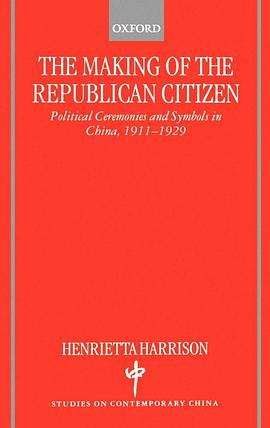 OXFORD
THE MAKING OF THE
REPUBLICAN CITIZEN
Political Ceremonies and Symbols in
China, 1911–1929
HENRIETTA HARRISON
中
STUDIES ON CONTEMPORARY CHINA